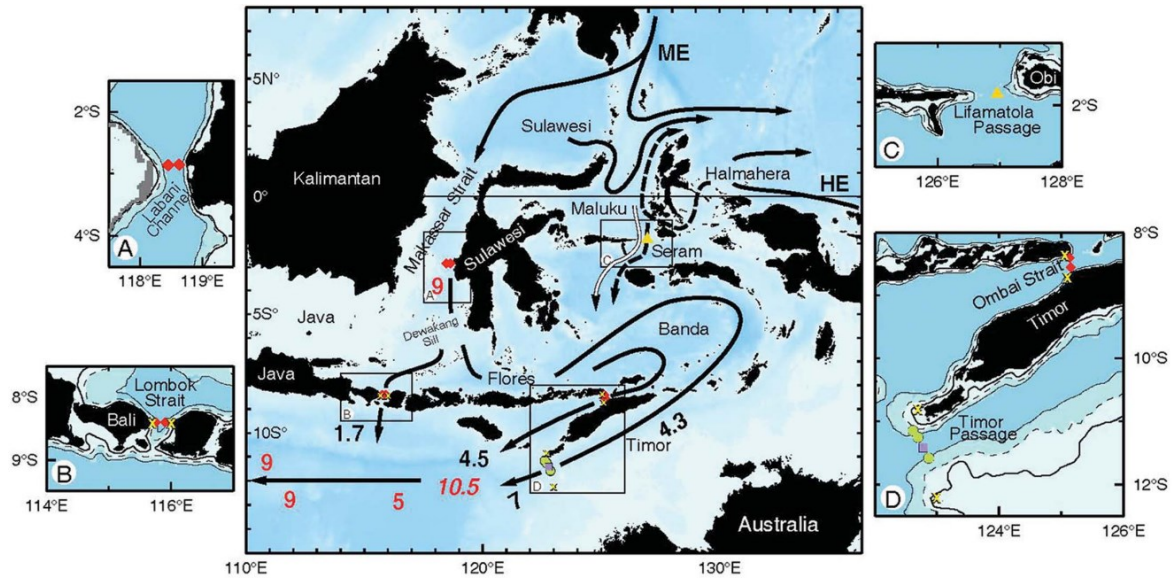 2°S
4°S
118°E
119°E
Labani
Channel
A
8°S
9°S
114°E
116°E
Lombok
Strait
Bali
B
5N°
0°
5°S
10°S
110°E
120°E
130°E
ME
HE
Kalimantan
Sulawesi
Makassar Strait
Sulawesi
Halmahera
Maluku
Seram
C
9
A
Java
Dewakang
Sill
Banda
Java
Flores
B
1.7
4.5
4.3
Timor
D
9
9
5
10.5
Australia
Obi
2°S
Lifamatola
Passage
C
126°E
128°E
8°S
Ombai Strait
Timor
10°S
Timor
Passage
D
12°S
124°E
126°E